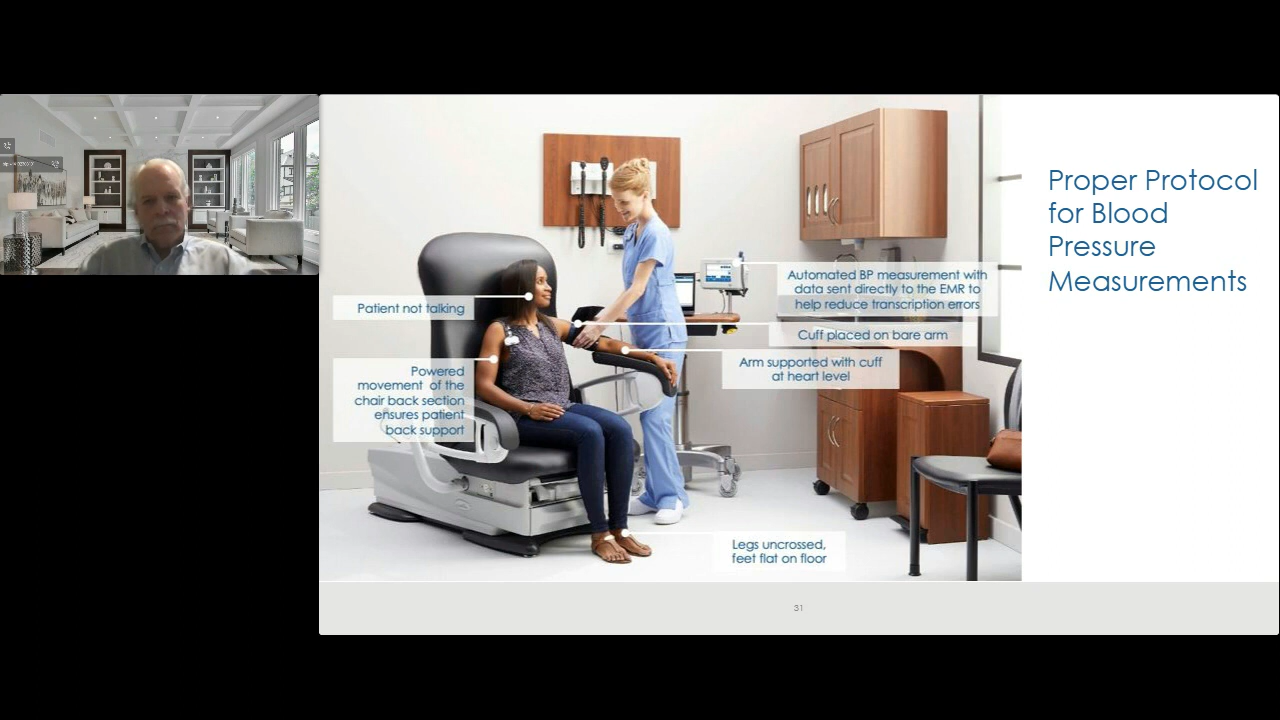 Proper Protocol
for Blood
Pressure
Measurements
Automated BP measurement with
data sent directly to the EMR to
help reduce transcription errors
Patient not talking
Cuff placed on bare arm
Arm supported with cuff
at heart level
Powered
movement of the
chair back section
ensures patient
back support
Legs uncrossed,
feet flat on floor
31